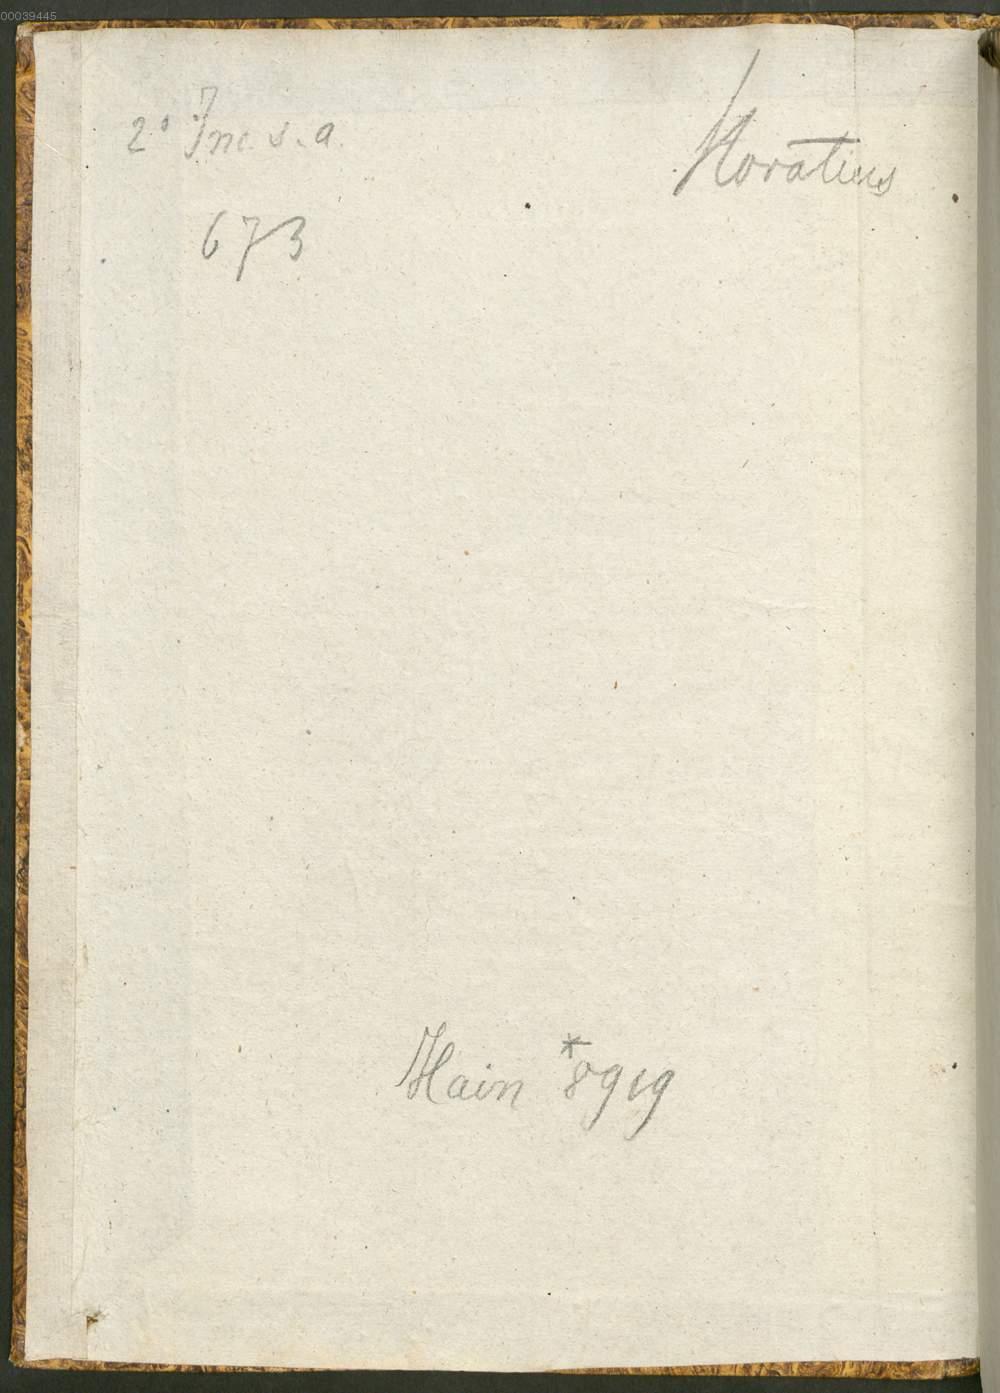 00039445
2° Inc. s. a.
Horatius
673
Hain *8919